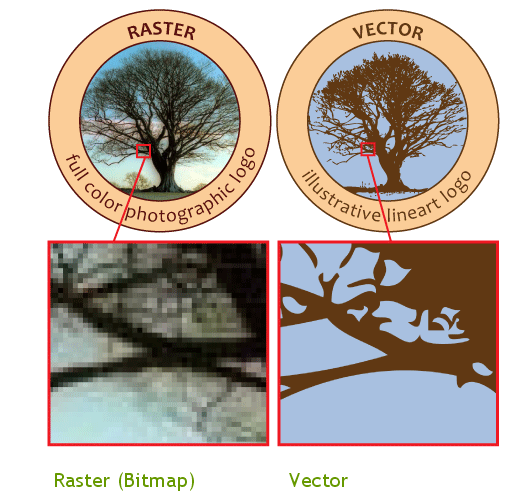 RASTER
full color photographic logo
VECTOR
illustrative lineart logo
Raster (Bitmap)
Vector